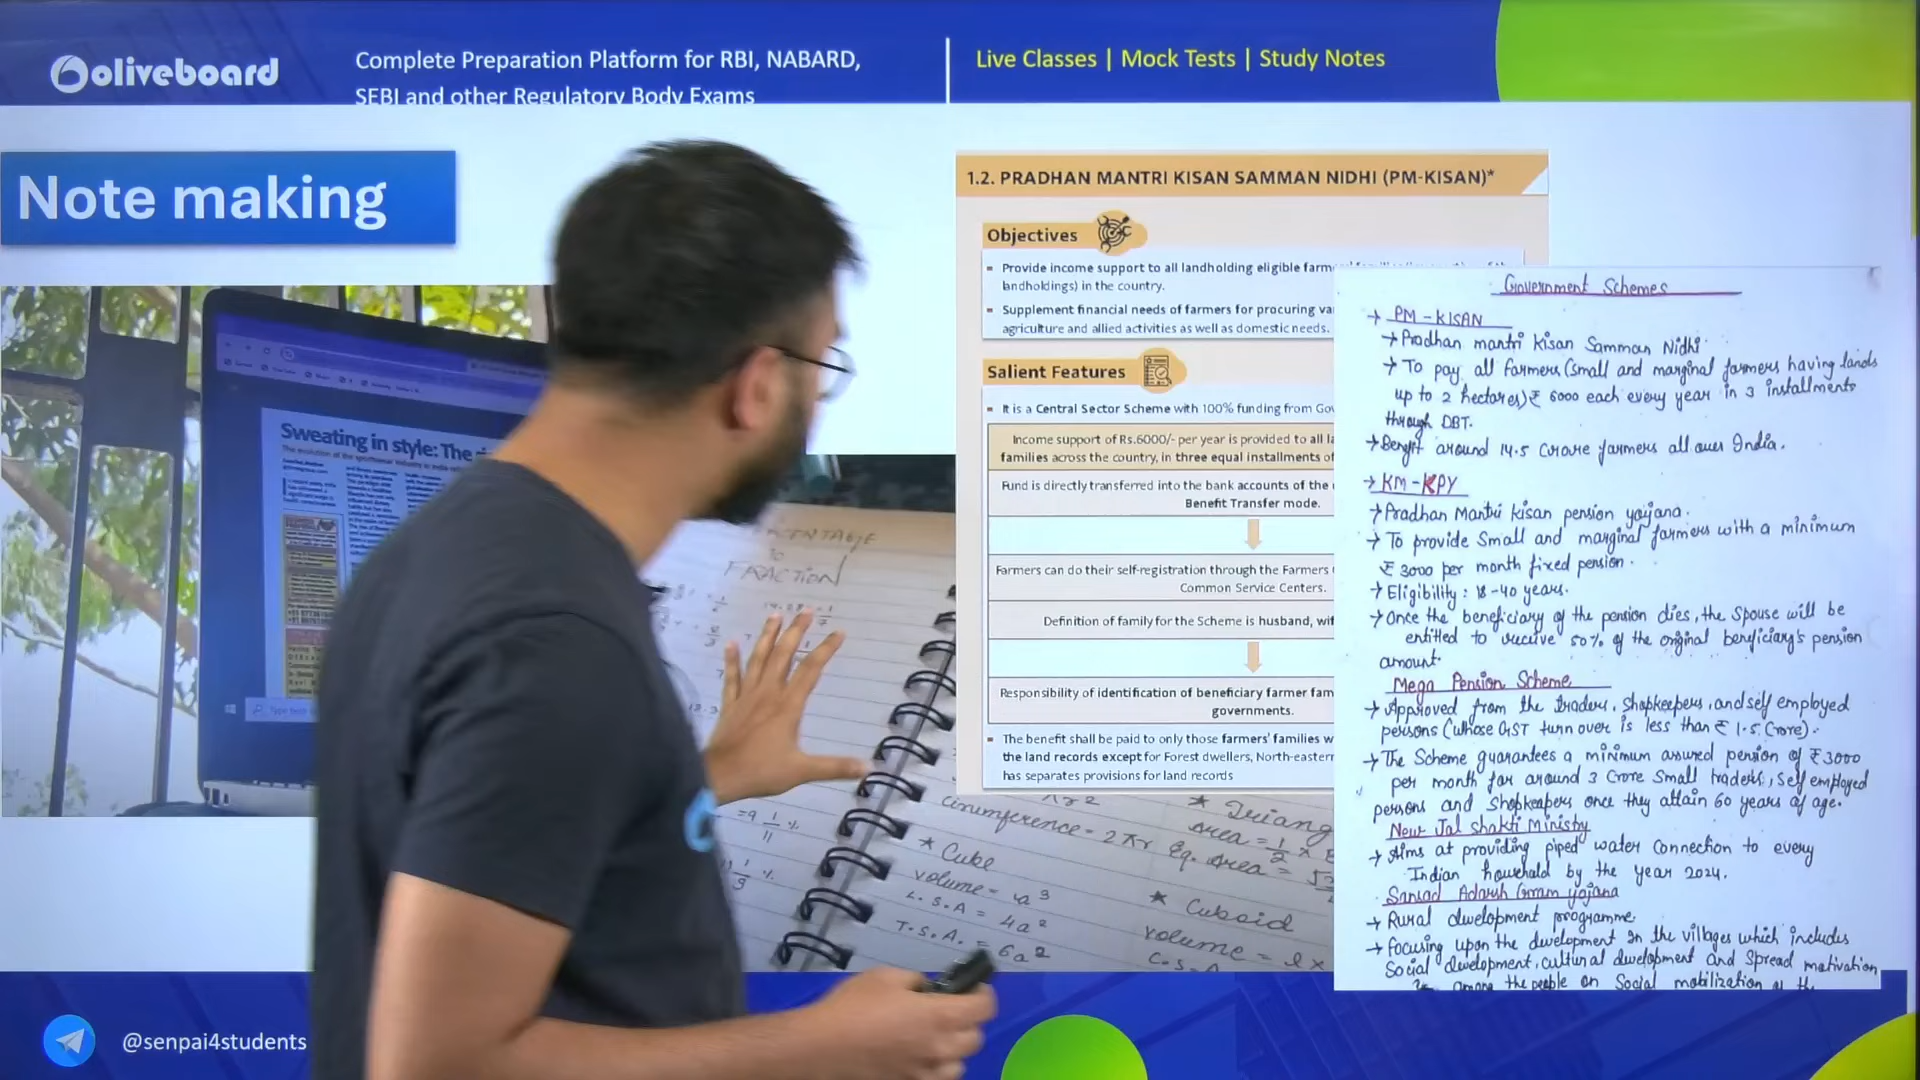 oliveboard
Complete Preparation Platform for RBI, NABARD,
SEBI and other Regulatory Body Exams
Live Classes | Mock Tests | Study Notes
Note making
Sweating in style: The
TO
FRACTION
= 9 1/11 %
1/9 %
circumference = 2πr
* Cube
volume = a³
L.S.A = 4a²
T.S.A. = 6a²
* Triang
Area = 1/2 ×
Eq. Area =
* Cuboid
volume = l ×
C.S.A
1.2. PRADHAN MANTRI KISAN SAMMAN NIDHI (PM-KISAN)*
Objectives
Provide income support to all landholding eligible
landholdings) in the country.
Supplement financial needs of farmers for procuring
agriculture and allied activities as well as domestic needs.
Salient Features
It is a Central Sector Scheme with 100% funding from
Income support of Rs.6000/- per year is provided to all
families across the country, in three equal installments
Fund is directly transferred into the bank accounts of the
Benefit Transfer mode.
Farmers can do their self-registration through the Farmers
Common Service Centers.
Definition of family for the Scheme is husband,
Responsibility of identification of beneficiary farmer
governments.
The benefit shall be paid to only those farmers' families
the land records except for Forest dwellers,
has separate provisions for land records
Government Schemes
→ PM-KISAN
→ Pradhan mantri Kisan Samman Nidhi
→ To pay all farmers (small and marginal farmers having lands
up to 2 hectares) ₹ 6000 each every year in 3 installments
through DBT.
→ Benefit around 14.5 crore farmers all over India.
→ KM-KPY
→ Pradhan Mantri Kisan pension yojana.
→ To provide small and marginal farmers with a minimum
₹ 3000 per month fixed pension.
→ Eligibility : 18-40 years.
→ Once the beneficiary of the pension dies, the spouse will be
entitled to receive 50% of the original beneficiary's pension
amount.
Mega Pension Scheme
→ Approved from the traders, Shopkeepers, and self employed
persons (whose GST turn over is less than ₹ 1.5 Crore).
→ The Scheme guarantees a minimum assured pension of ₹3000
per month for around 3 Crore Small traders, Self employed
persons and shopkeepers once they attain 60 years of age.
New Jal Shakti Ministry
→ Aims at providing piped water connection to every
Indian household by the year 2024.
Sansad Adarsh Gram yojana
→ Rural development programme.
→ Focusing upon the development in the villages which includes
Social development, cultural development and Spread motivation
among the people on Social mobilization
@senpai4students